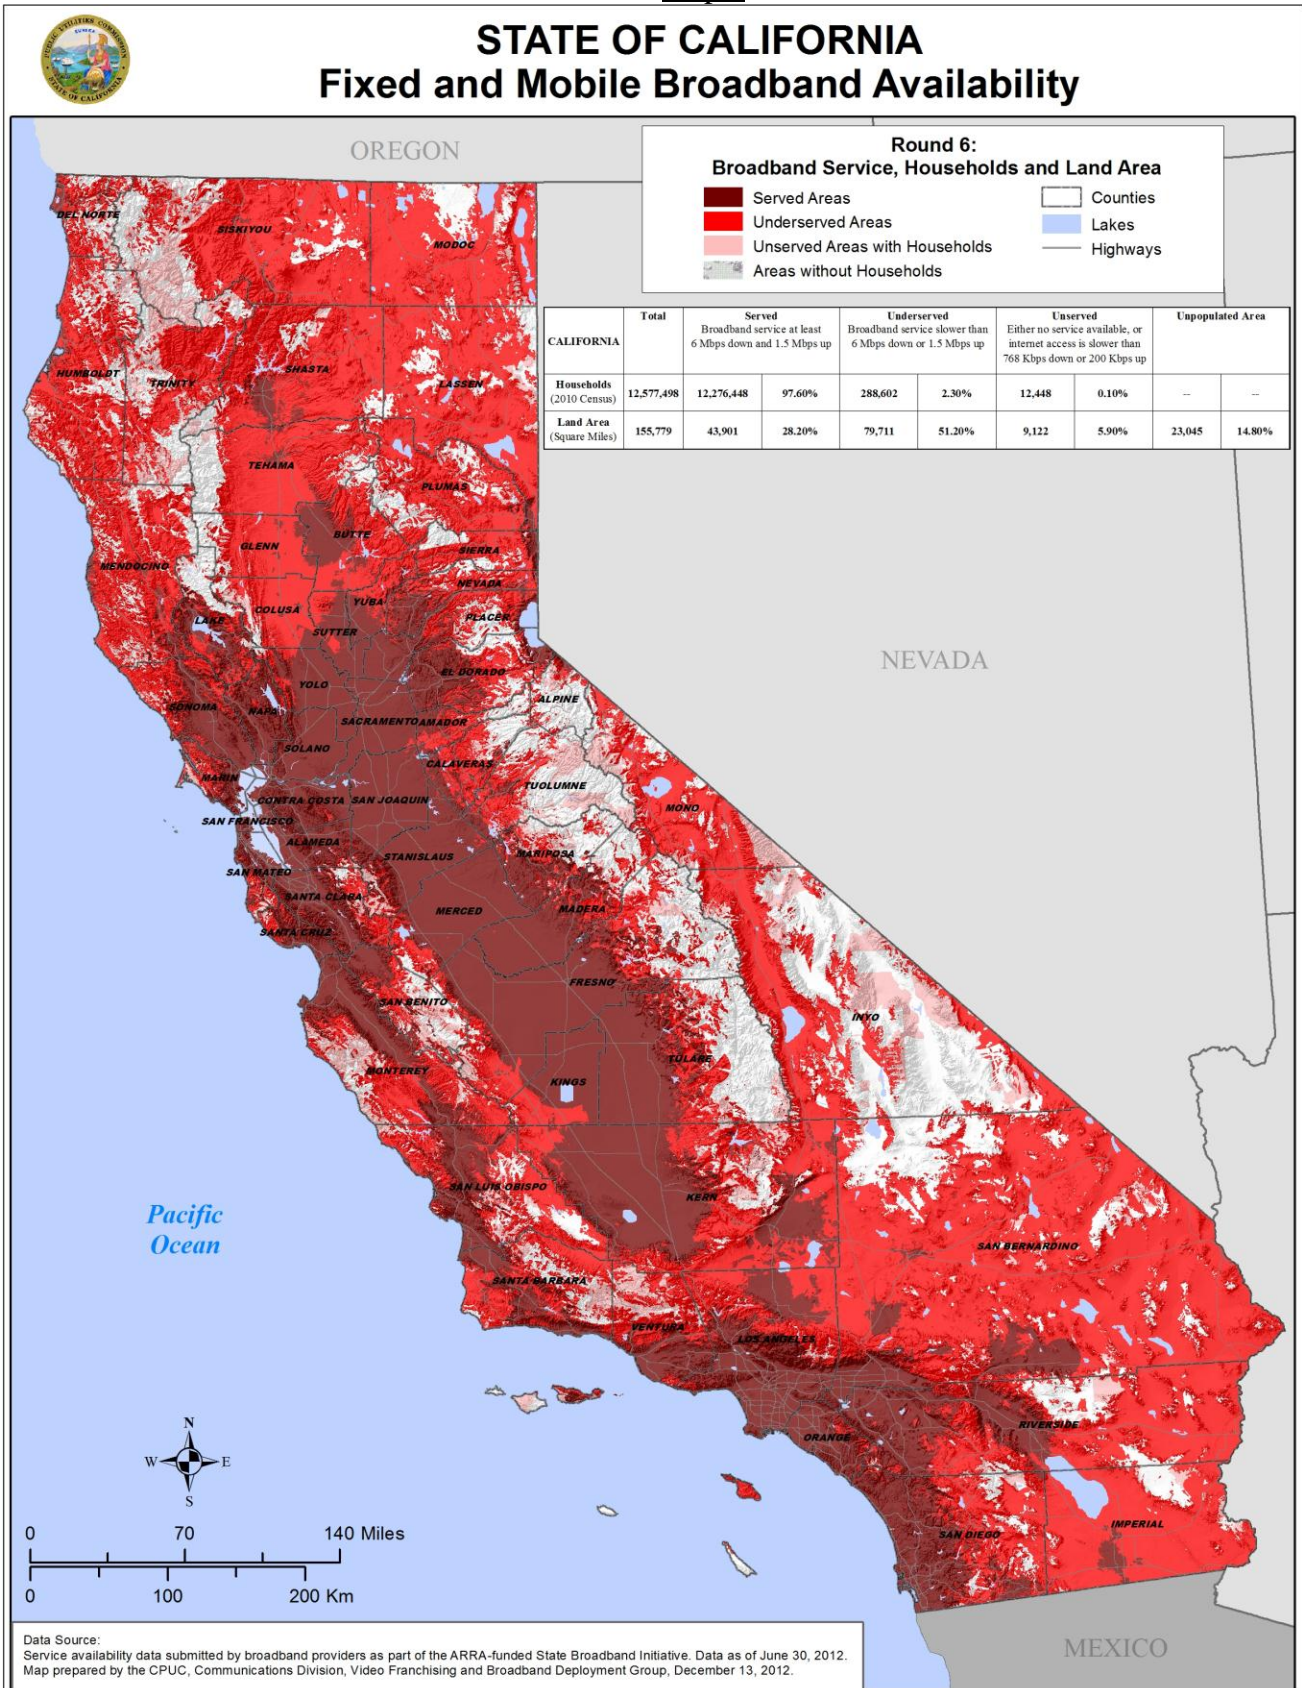 STATE OF CALIFORNIA
Fixed and Mobile Broadband Availability
PUBLIC UTILITIES COMMISSION
STATE OF CALIFORNIA
OREGON
Round 6:
Broadband Service, Households and Land Area
Served Areas
Underserved Areas
Unserved Areas with Households
Areas without Households
Counties
Lakes
Highways
CALIFORNIA
Total
Served
Broadband service at least
6 Mbps down and 1.5 Mbps up
Underserved
Broadband service slower than
6 Mbps down or 1.5 Mbps up
Unserved
Either no service available, or
internet access is slower than
768 Kbps down or 200 Kbps up
Unpopulated Area
Households
(2010 Census)
12,577,498 12,276,448 97.60% 288,602 2.30% 12,448 0.10% -- --
Land Area
(Square Miles)
155,779 43,901 28.20% 79,711 51.20% 9,122 5.90% 23,045 14.80%
DEL NORTE
SISKIYOU
MODOC
HUMBOLDT
TRINITY
SHASTA
LASSEN
TEHAMA
PLUMAS
BUTTE
GLENN
SIERRA
MENDOCINO
NEVADA
COLUSA
YUBA
LAKE
SUTTER
PLACER
NEVADA
EL DORADO
YOLO
ALPINE
SONOMA
NAPA
SACRAMENTO
AMADOR
SOLANO
CALAVERAS
MARIN
TUOLUMNE
CONTRA COSTA
SAN JOAQUIN
MONO
SAN FRANCISCO
ALAMEDA
STANISLAUS
MARIPOSA
SAN MATEO
SANTA CLARA
MERCED
MADERA
SANTA CRUZ
FRESNO
SAN BENITO
INYO
TULARE
MONTEREY
KINGS
SAN LUIS OBISPO
KERN
Pacific
Ocean
SAN BERNARDINO
SANTA BARBARA
VENTURA
LOS ANGELES
RIVERSIDE
ORANGE
IMPERIAL
SAN DIEGO
MEXICO
N
W E
S
0 70 140 Miles
0 100 200 Km
Data Source:
Service availability data submitted by broadband providers as part of the ARRA-funded State Broadband Initiative. Data as of June 30, 2012.
Map prepared by the CPUC, Communications Division, Video Franchising and Broadband Deployment Group, December 13, 2012.